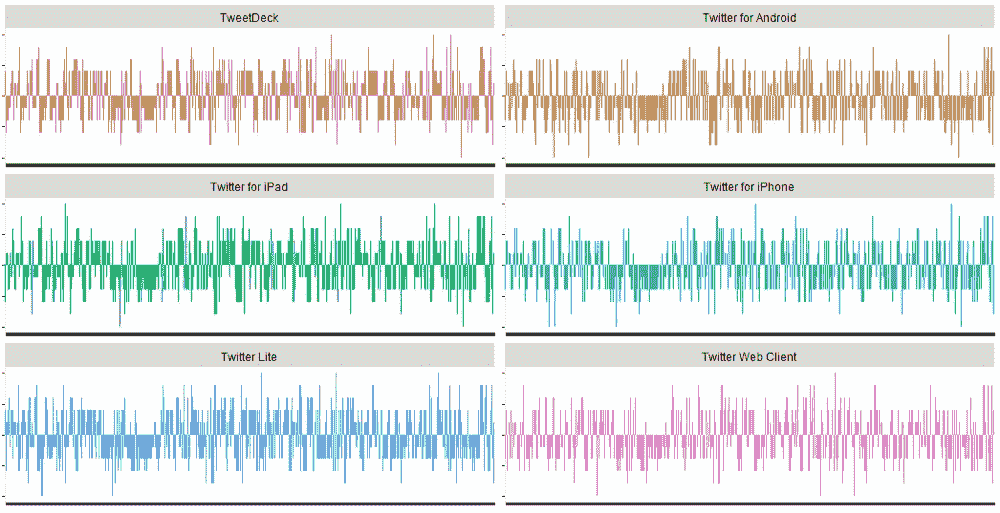 TweetDeck
Twitter for Android
Twitter for iPad
Twitter for iPhone
Twitter Lite
Twitter Web Client